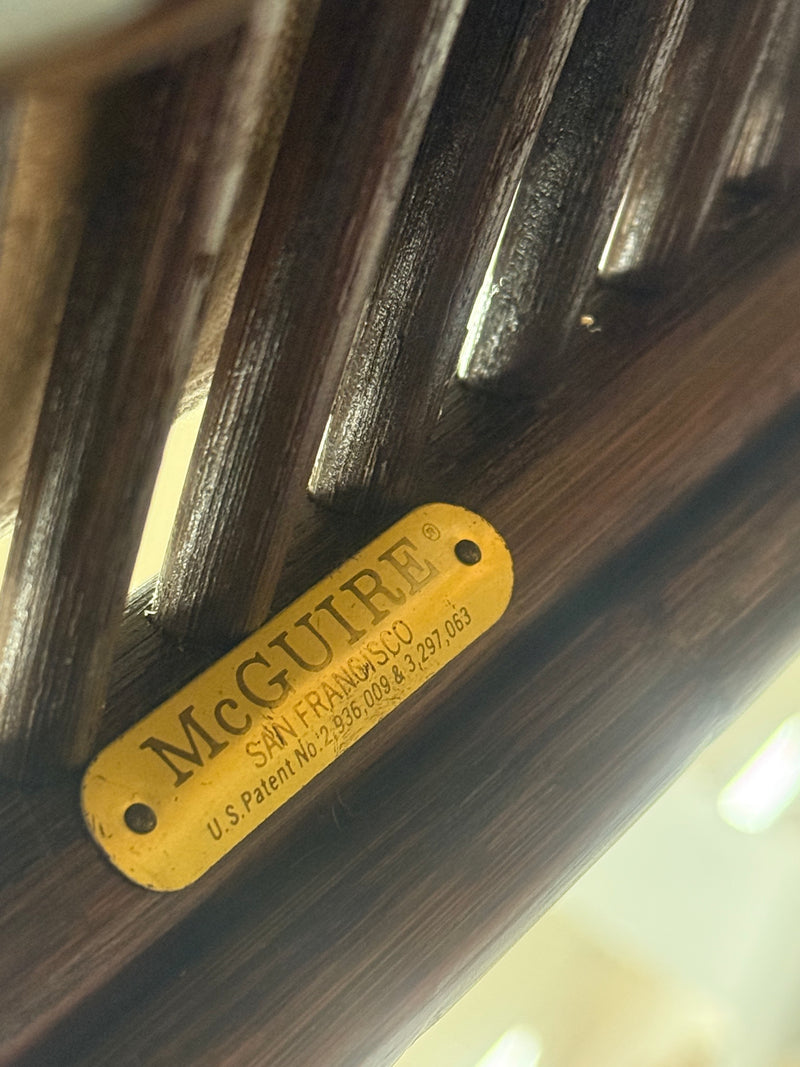 McGUIRE®
SAN FRANCISCO
U.S. Patent No. 2,936,009 & 3,297,063